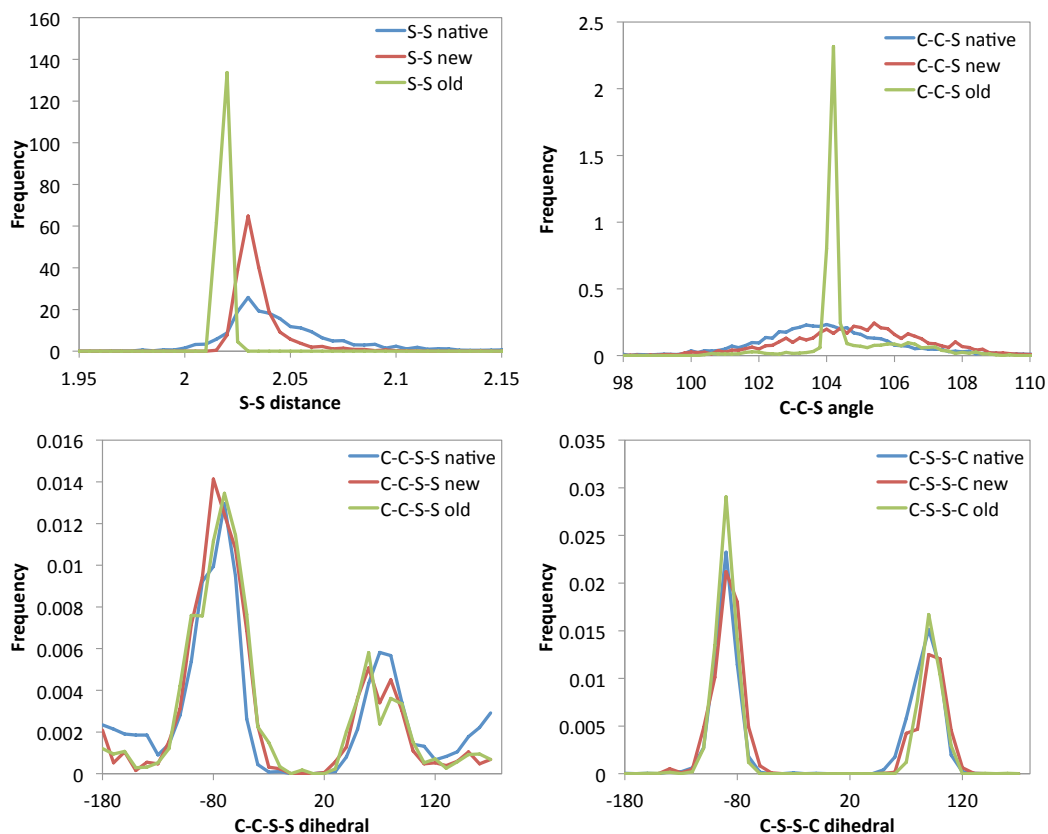 160
140
120
100
80
60
40
20
0
Frequency
S-S native
S-S new
S-S old
1.95 2 2.05 2.1 2.15
S-S distance
2.5
2
1.5
1
0.5
0
Frequency
C-C-S native
C-C-S new
C-C-S old
98 100 102 104 106 108 110
C-C-S angle
0.016
0.014
0.012
0.01
0.008
0.006
0.004
0.002
0
Frequency
C-C-S-S native
C-C-S-S new
C-C-S-S old
-180 -80 20 120
C-C-S-S dihedral
0.035
0.03
0.025
0.02
0.015
0.01
0.005
0
Frequency
C-S-S-C native
C-S-S-C new
C-S-S-C old
-180 -80 20 120
C-S-S-C dihedral